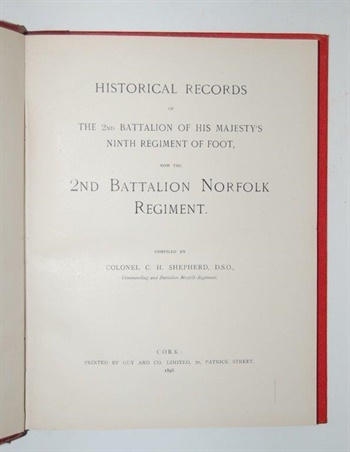 HISTORICAL RECORDS
OF
THE 2ND BATTALION OF HIS MAJESTY'S
NINTH REGIMENT OF FOOT,
NOW THE
2ND BATTALION NORFOLK
REGIMENT.
COMPILED BY
COLONEL C. H. SHEPHERD, D.S.O.,
Commanding 2nd Battalion Norfolk Regiment.
CORK
PRINTED BY GUY AND CO. LIMITED, 70, PATRICK STREET.